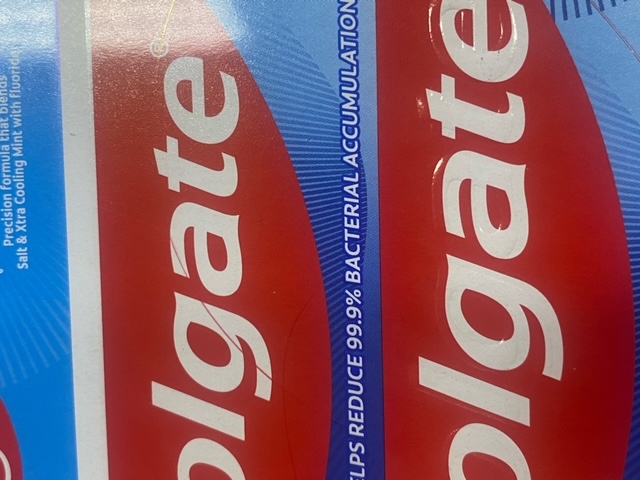 Precision formula that blends
Salt & Xtra Cooling Mint with fluoride
olgate®
ELPS REDUCE 99.9% BACTERIAL ACCUMULATION
olgate